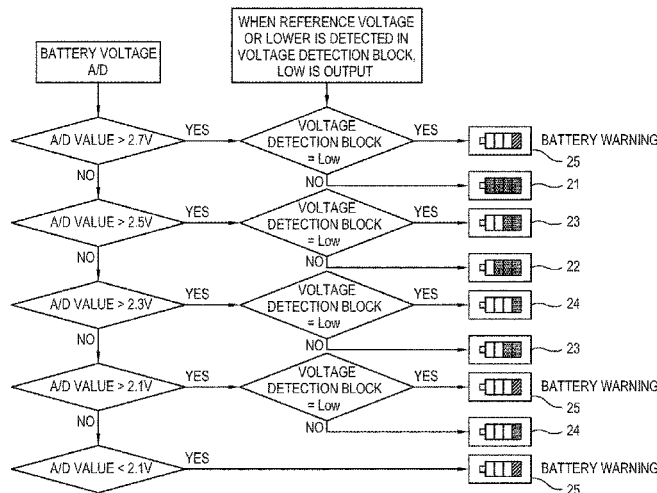 WHEN REFERENCE VOLTAGE
OR LOWER IS DETECTED IN
VOLTAGE DETECTION BLOCK,
LOW IS OUTPUT
BATTERY VOLTAGE
A/D
A/D VALUE > 2.7V
YES
VOLTAGE
DETECTION BLOCK
= Low
YES
BATTERY WARNING
25
NO
NO
21
A/D VALUE > 2.5V
YES
VOLTAGE
DETECTION BLOCK
= Low
YES
23
NO
NO
22
A/D VALUE > 2.3V
YES
VOLTAGE
DETECTION BLOCK
= Low
YES
24
NO
NO
23
A/D VALUE > 2.1V
YES
VOLTAGE
DETECTION BLOCK
= Low
YES
BATTERY WARNING
25
NO
NO
24
A/D VALUE < 2.1V
YES
BATTERY WARNING
25